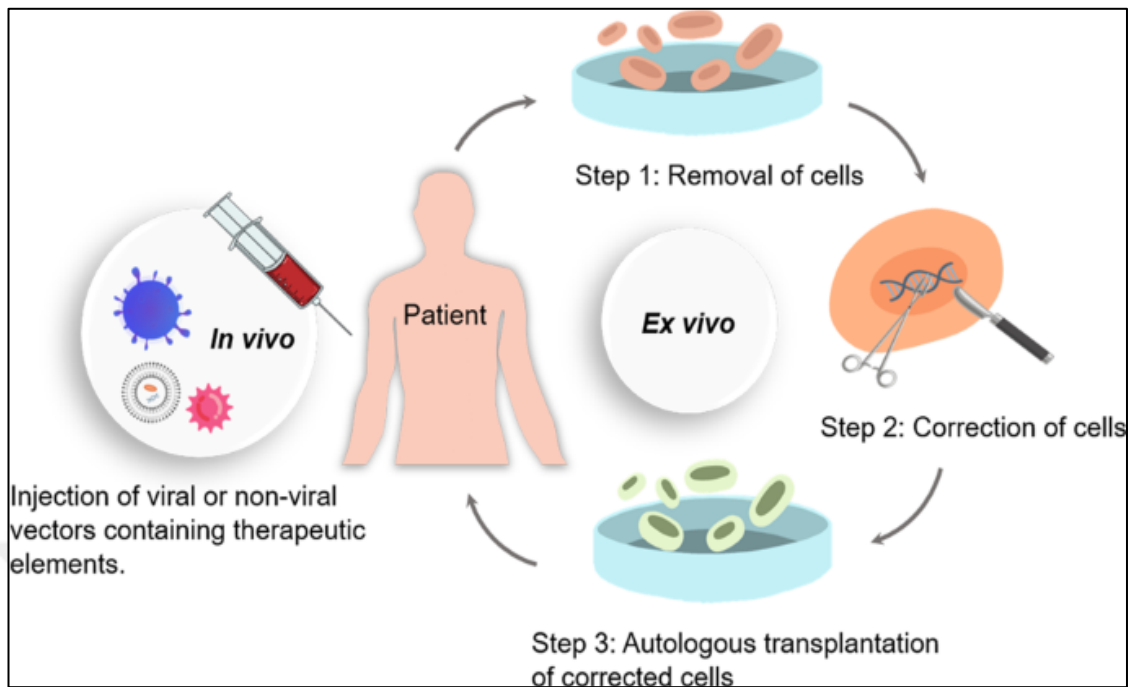 Step 1: Removal of cells
Patient
In vivo
Ex vivo
Step 2: Correction of cells
Injection of viral or non-viral
vectors containing therapeutic
elements.
Step 3: Autologous transplantation
of corrected cells